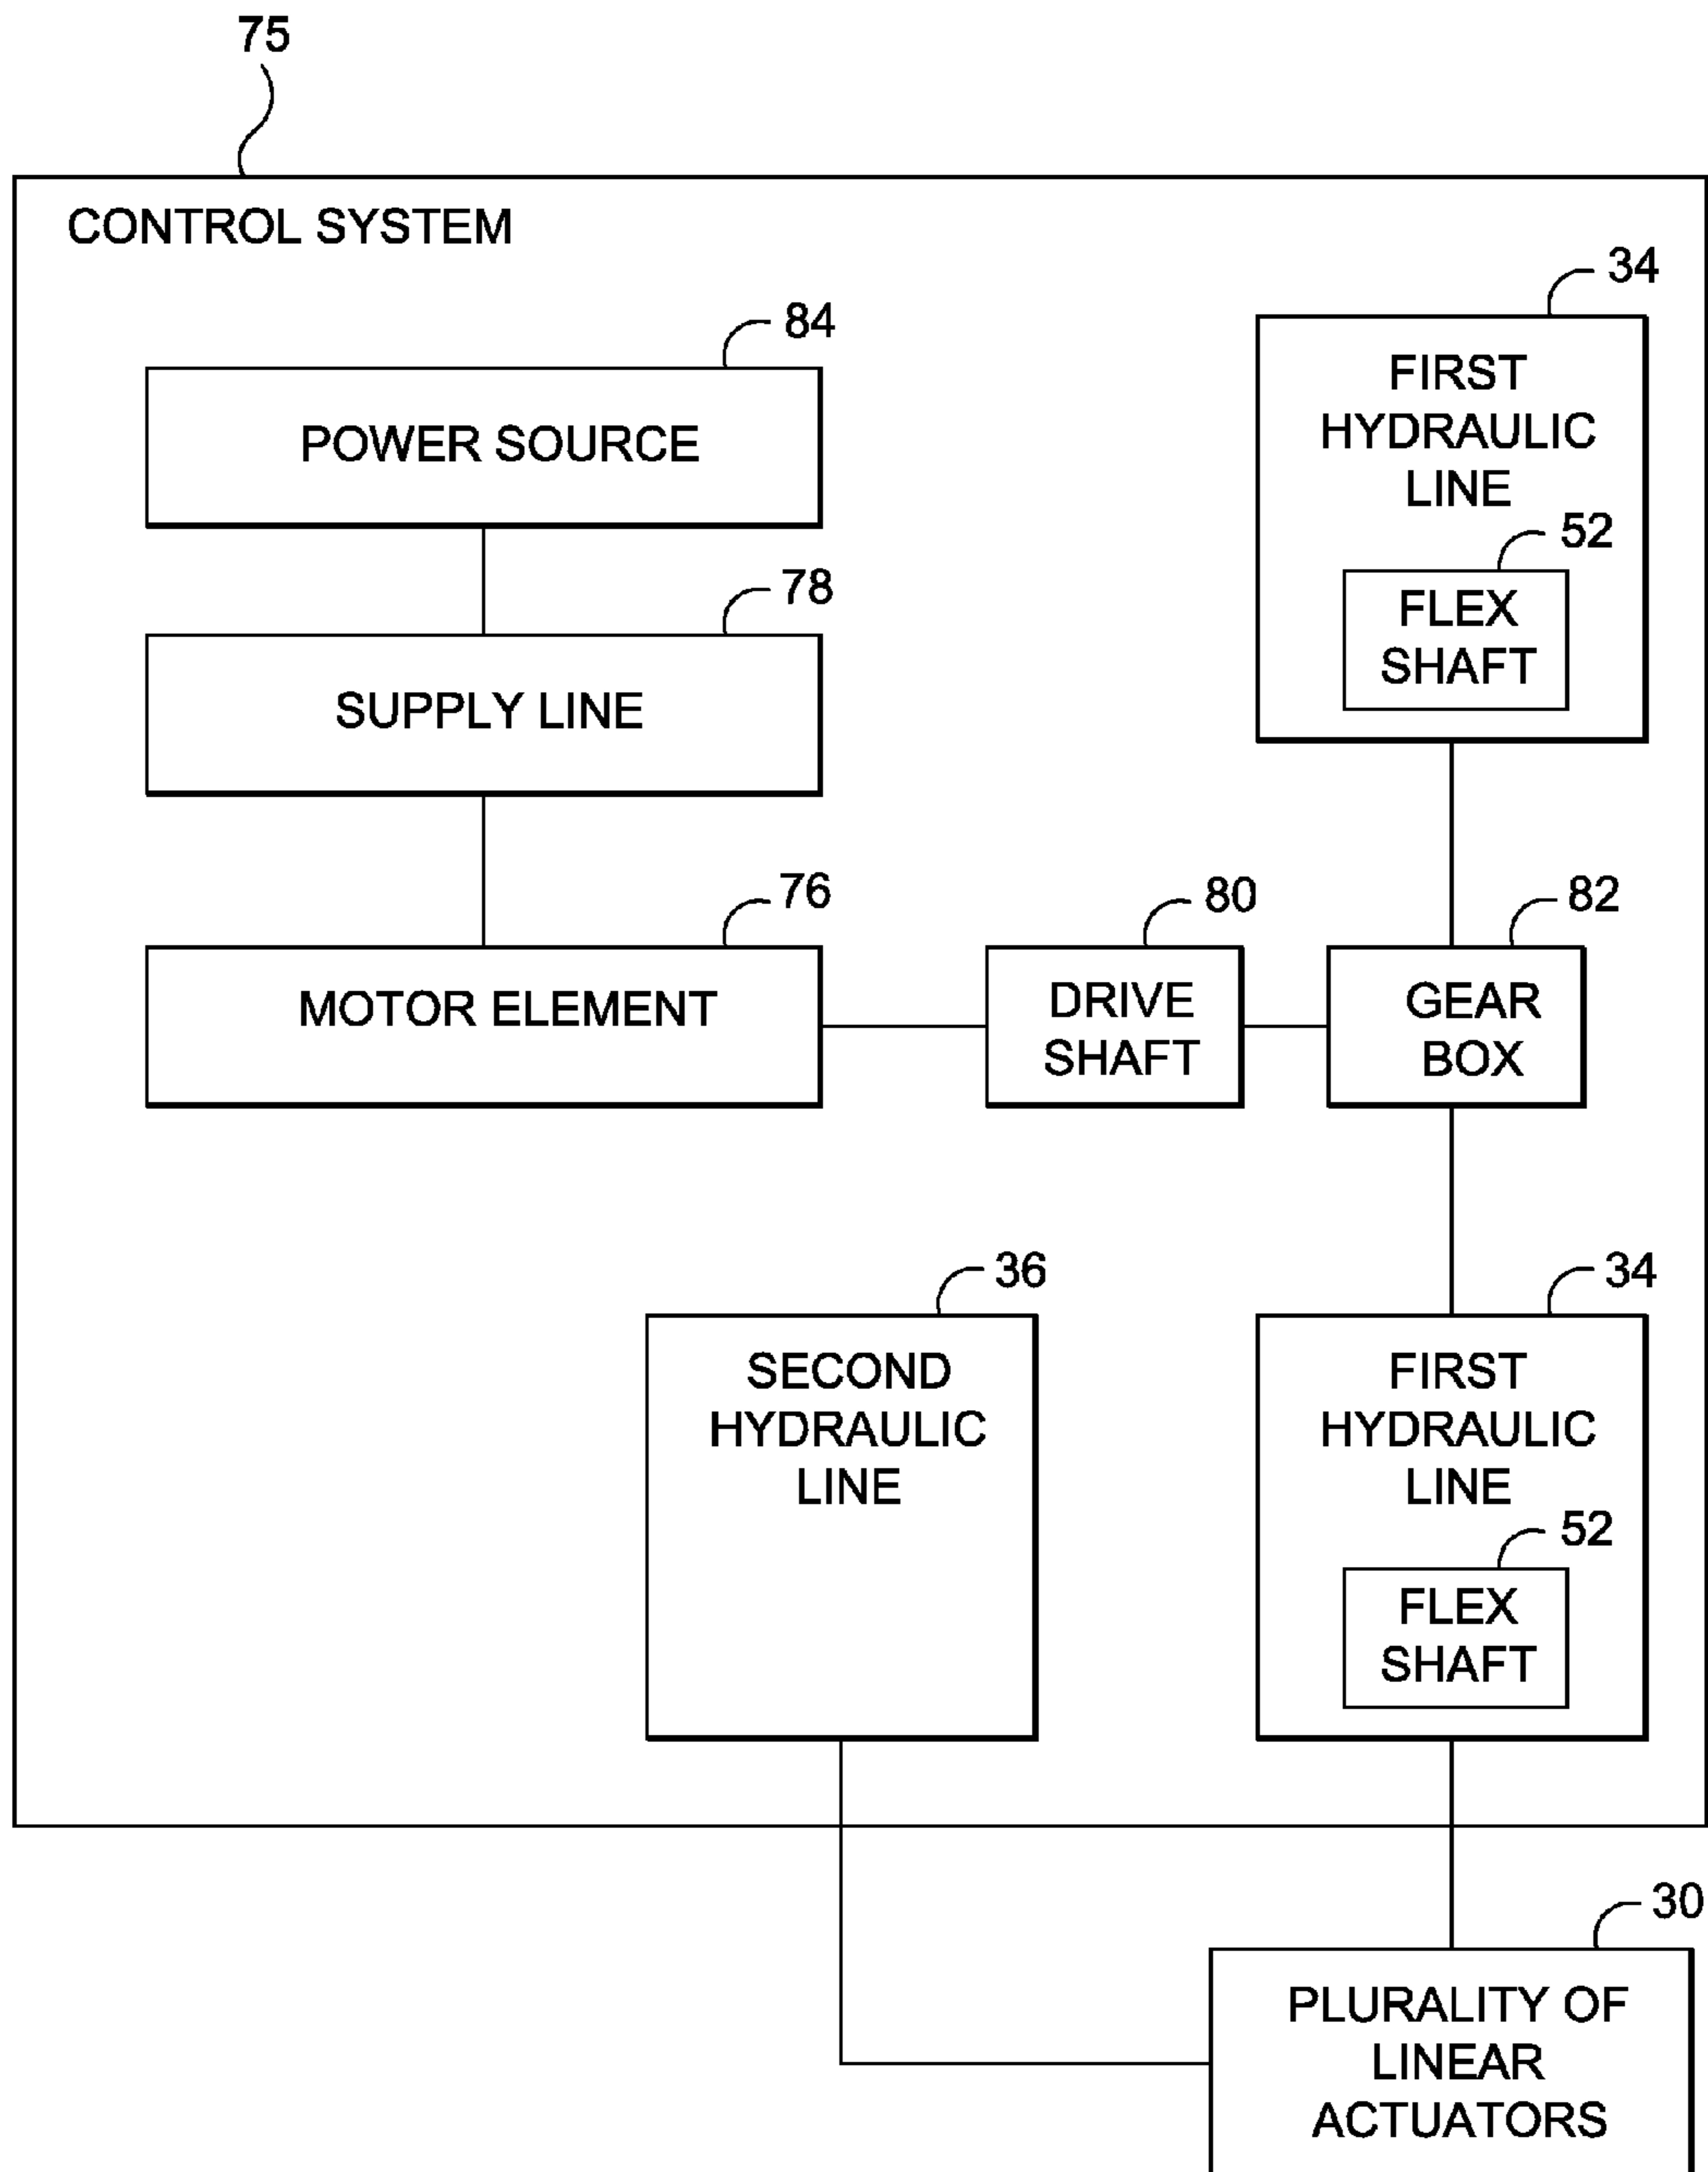 75
CONTROL SYSTEM
84
POWER SOURCE
78
SUPPLY LINE
76
MOTOR ELEMENT
80
DRIVE
SHAFT
82
GEAR
BOX
34
FIRST
HYDRAULIC
LINE
52
FLEX
SHAFT
36
SECOND
HYDRAULIC
LINE
34
FIRST
HYDRAULIC
LINE
52
FLEX
SHAFT
30
PLURALITY OF
LINEAR
ACTUATORS